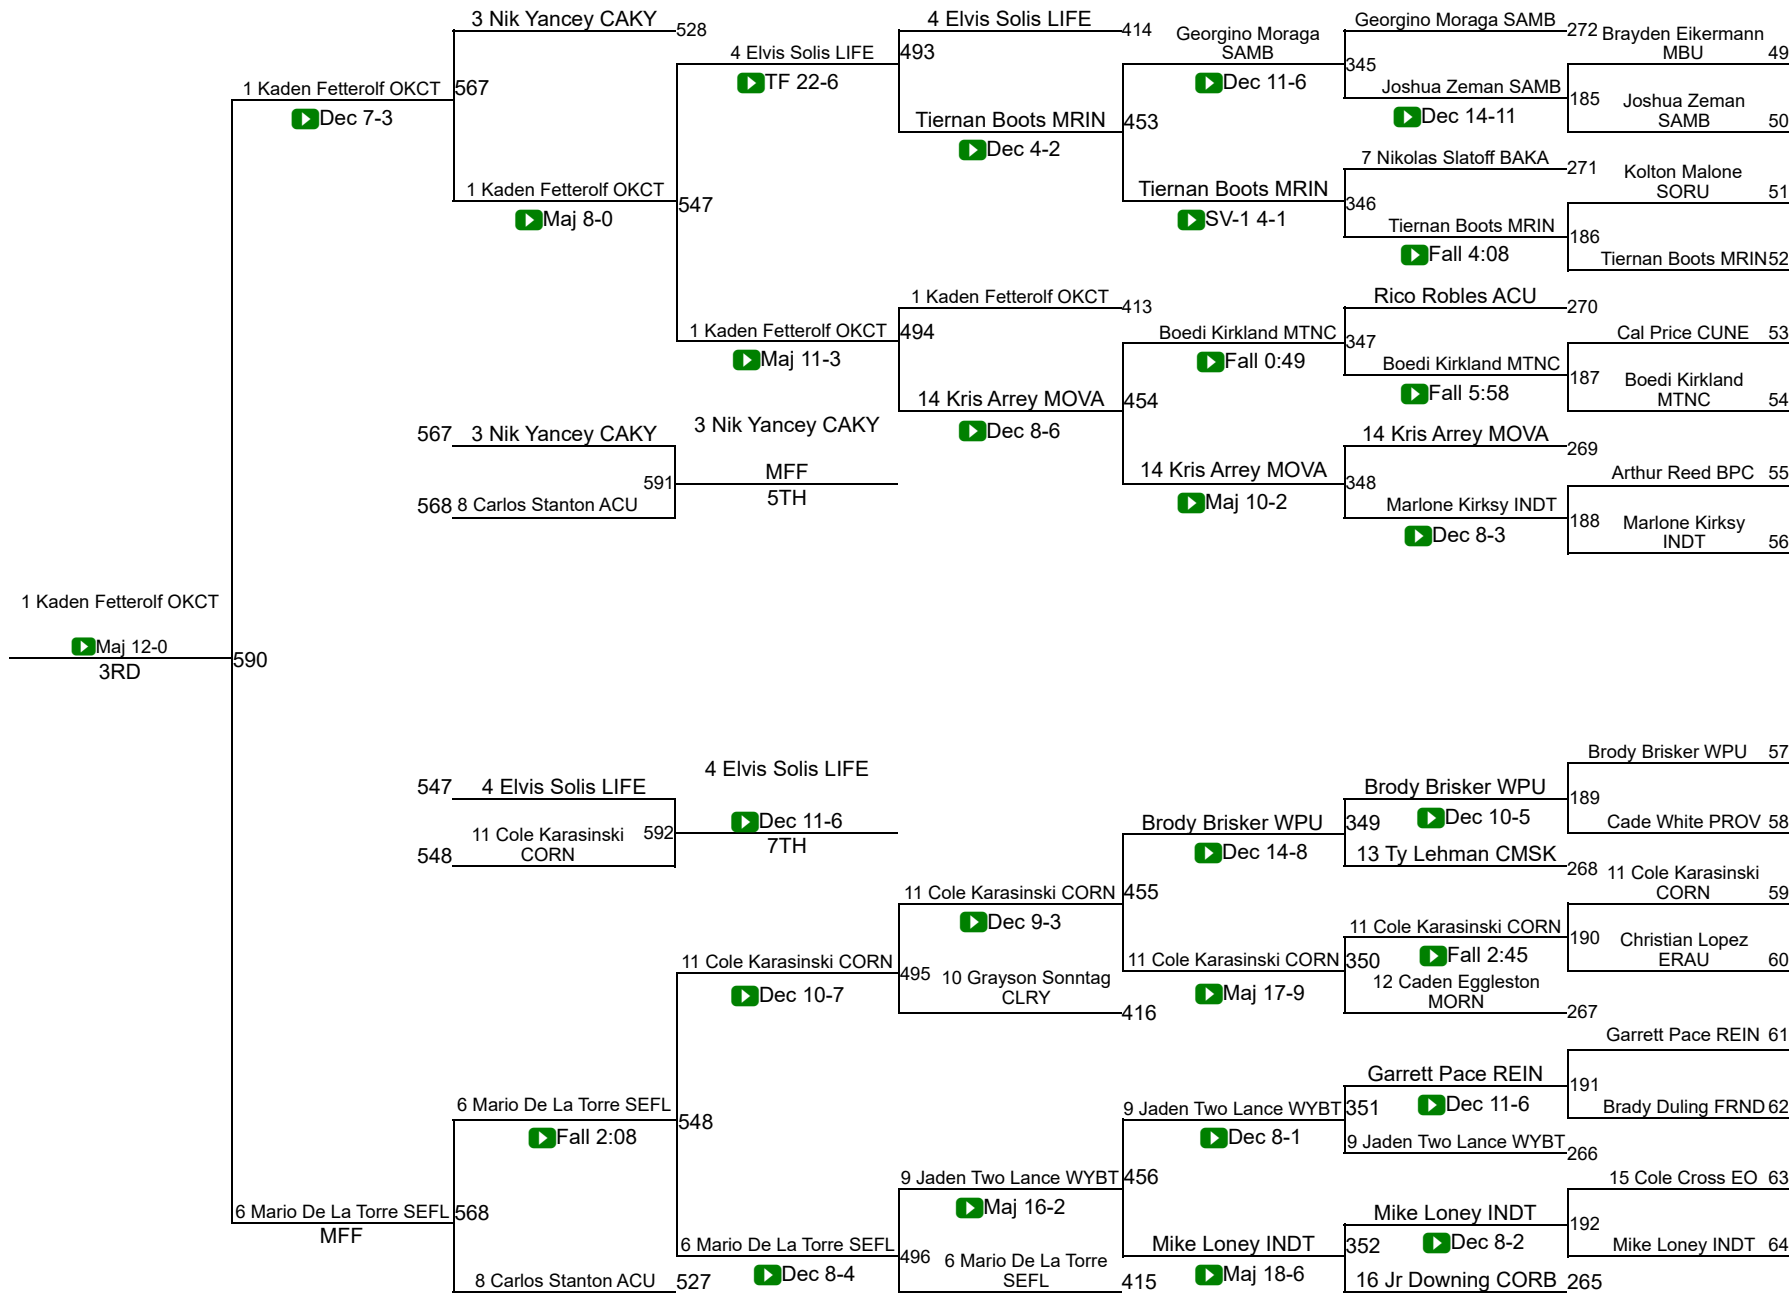 3 Nik Yancey CAKY
528
4 Elvis Solis LIFE
414
Georgino Moraga SAMB
272
Brayden Eikermann
MBU
49
1 Kaden Fetterolf OKCT
567
Dec 7-3
4 Elvis Solis LIFE
493
TF 22-6
Georgino Moraga
SAMB
345
Dec 11-6
Joshua Zeman SAMB
185
Dec 14-11
Joshua Zeman
SAMB
50
Tiernan Boots MRIN
453
Dec 4-2
7 Nikolas Slatoff BAKA
271
Kolton Malone
SORU
51
1 Kaden Fetterolf OKCT
547
Maj 8-0
Tiernan Boots MRIN
346
SV-1 4-1
Tiernan Boots MRIN
186
Fall 4:08
Tiernan Boots MRIN
52
1 Kaden Fetterolf OKCT
413
Rico Robles ACU
270
Cal Price CUNE
53
1 Kaden Fetterolf OKCT
494
Maj 11-3
Boedi Kirkland MTNC
347
Fall 0:49
Boedi Kirkland MTNC
187
Fall 5:58
Boedi Kirkland
MTNC
54
14 Kris Arrey MOVA
454
Dec 8-6
567
3 Nik Yancey CAKY
3 Nik Yancey CAKY
591
MFF
5TH
568
8 Carlos Stanton ACU
14 Kris Arrey MOVA
269
Arthur Reed BPC
55
14 Kris Arrey MOVA
348
Maj 10-2
Marlone Kirksy INDT
188
Dec 8-3
Marlone Kirksy
INDT
56
1 Kaden Fetterolf OKCT
Maj 12-0
590
3RD
547
4 Elvis Solis LIFE
4 Elvis Solis LIFE
592
Dec 11-6
7TH
548
11 Cole Karasinski
CORN
Brody Brisker WPU
57
Brody Brisker WPU
189
Dec 10-5
Cade White PROV
58
Brody Brisker WPU
349
Dec 14-8
13 Ty Lehman CMSK
268
11 Cole Karasinski
CORN
59
11 Cole Karasinski CORN
455
Dec 9-3
11 Cole Karasinski CORN
190
Fall 2:45
Christian Lopez
ERAU
60
11 Cole Karasinski CORN
495
Dec 10-7
10 Grayson Sonntag
CLRY
416
11 Cole Karasinski CORN
350
Maj 17-9
12 Caden Eggleston
MORN
267
Garrett Pace REIN
61
6 Mario De La Torre SEFL
548
Fall 2:08
Garrett Pace REIN
191
Dec 11-6
Brady Duling FRND
62
9 Jaden Two Lance WYBT
351
Dec 8-1
9 Jaden Two Lance WYBT
266
9 Jaden Two Lance WYBT
456
Maj 16-2
15 Cole Cross EO
63
6 Mario De La Torre SEFL
568
MFF
Mike Loney INDT
192
Dec 8-2
Mike Loney INDT
64
6 Mario De La Torre SEFL
496
Dec 8-4
6 Mario De La Torre
SEFL
415
Mike Loney INDT
352
Maj 18-6
8 Carlos Stanton ACU
527
16 Jr Downing CORB
265